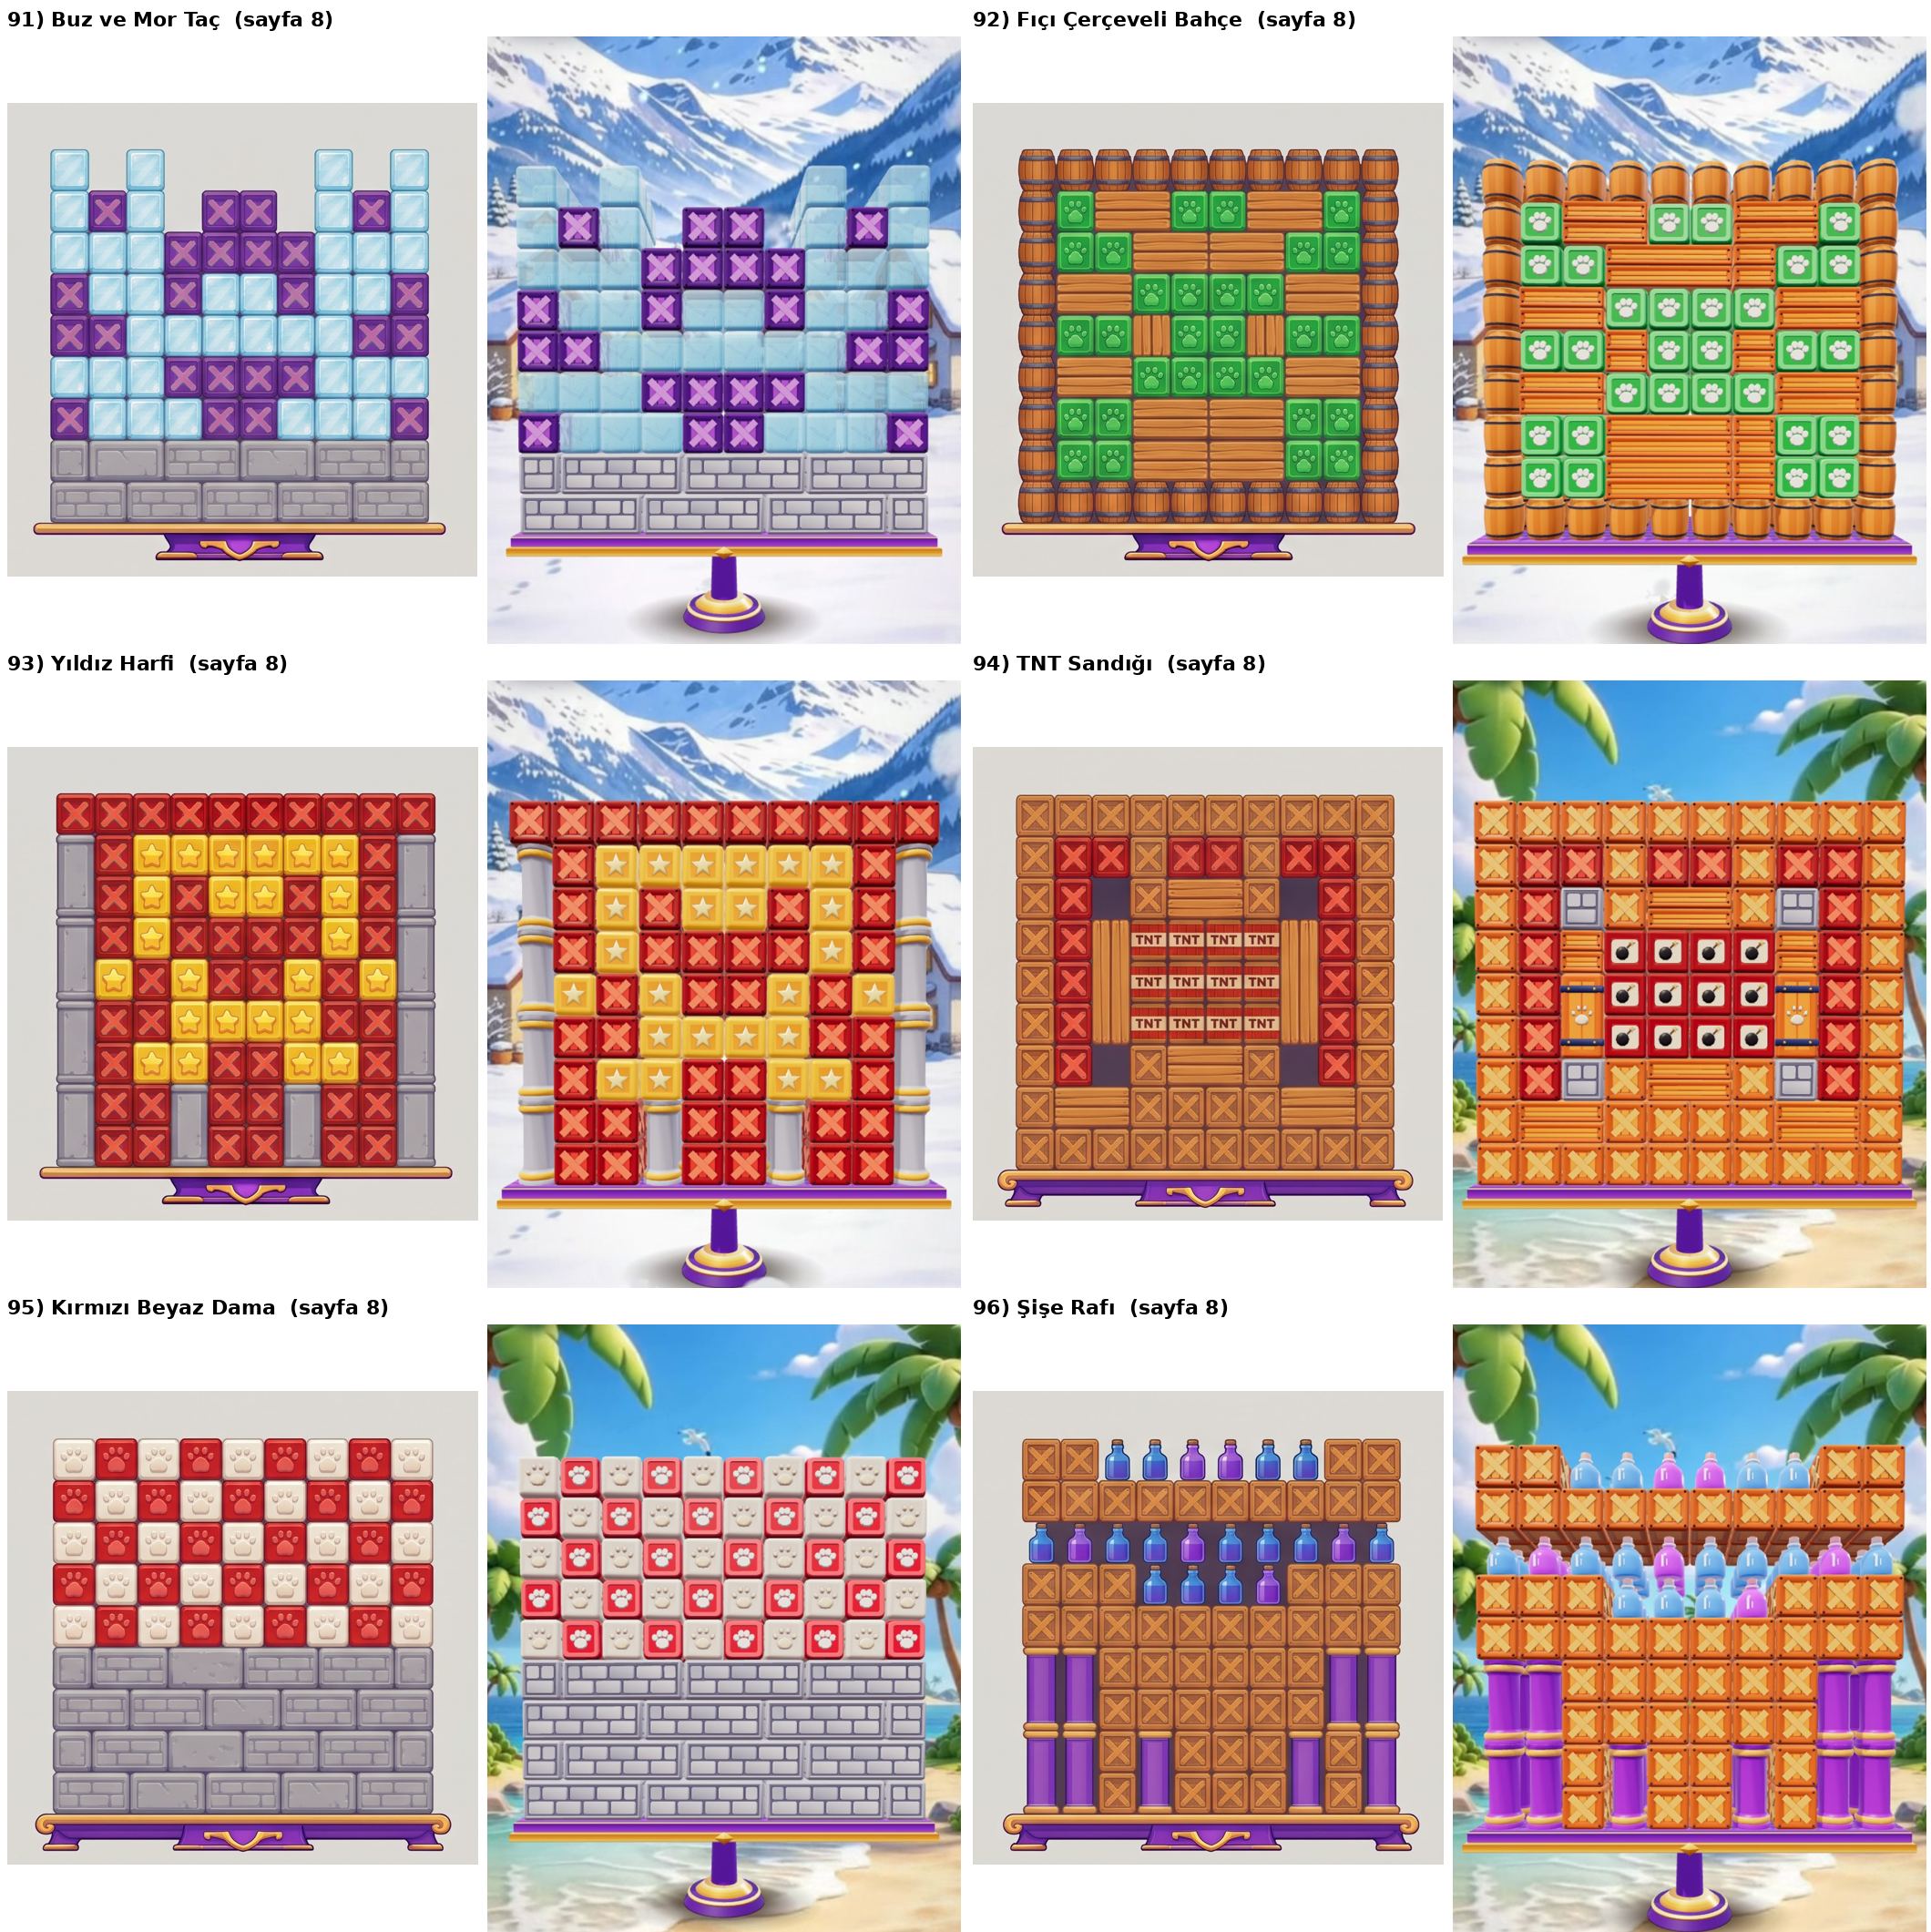 91) Buz ve Mor Taç (sayfa 8)
92) Fıçı Çerçeveli Bahçe (sayfa 8)
93) Yıldız Harfi (sayfa 8)
94) TNT Sandığı (sayfa 8)
TNT TNT TNT TNT
TNT TNT TNT TNT
TNT TNT TNT TNT
95) Kırmızı Beyaz Dama (sayfa 8)
96) Şişe Rafı (sayfa 8)